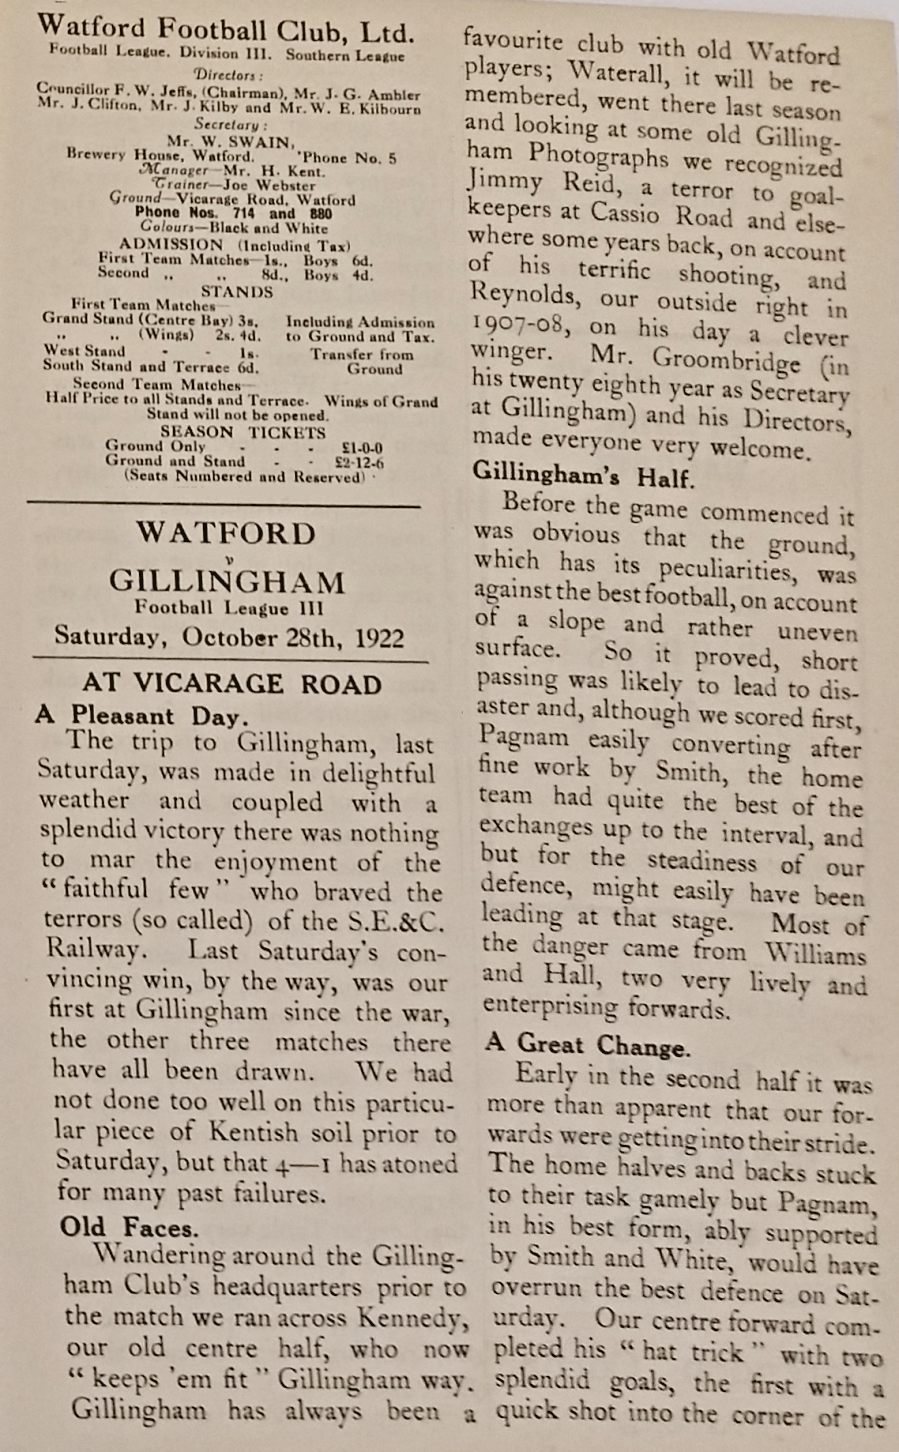 Watford Football Club, Ltd.
Football League, Division III. Southern League
Directors:
Councillor F. W. Jeffs, (Chairman), Mr. J. G. Ambler
Mr. J. Clifton, Mr. J. Kilby and Mr. W. E. Kilbourn
Secretary:
Mr. W. SWAIN,
Brewery House, Watford. 'Phone No. 5
Manager—Mr. H. Kent.
Trainer—Joe Webster
Ground—Vicarage Road, Watford
Phone Nos. 714 and 880
Colours—Black and White
ADMISSION (Including Tax)
First Team Matches—1s., Boys 6d.
Second ,, ,, 8d., Boys 4d.
STANDS
First Team Matches—
Grand Stand (Centre Bay) 3s, Including Admission
,, ,, (Wings) 2s. 4d. to Ground and Tax.
West Stand - - 1s. Transfer from
South Stand and Terrace 6d. Ground
Second Team Matches—
Half Price to all Stands and Terrace. Wings of Grand
Stand will not be opened.
SEASON TICKETS
Ground Only - - - £1-0-0
Ground and Stand - - £2-12-6
(Seats Numbered and Reserved)
WATFORD
v
GILLINGHAM
Football League III
Saturday, October 28th, 1922
AT VICARAGE ROAD
A Pleasant Day.
The trip to Gillingham, last
Saturday, was made in delightful
weather and coupled with a
splendid victory there was nothing
to mar the enjoyment of the
“faithful few” who braved the
terrors (so called) of the S.E.&C.
Railway. Last Saturday's con-
vincing win, by the way, was our
first at Gillingham since the war,
the other three matches there
have all been drawn. We had
not done too well on this particu-
lar piece of Kentish soil prior to
Saturday, but that 4—1 has atoned
for many past failures.
Old Faces.
Wandering around the Gilling-
ham Club's headquarters prior to
the match we ran across Kennedy,
our old centre half, who now
“keeps 'em fit” Gillingham way.
Gillingham has always been a
favourite club with old Watford
players; Waterall, it will be re-
membered, went there last season
and looking at some old Gilling-
ham Photographs we recognized
Jimmy Reid, a terror to goal-
keepers at Cassio Road and else-
where some years back, on account
of his terrific shooting, and
Reynolds, our outside right in
1907-08, on his day a clever
winger. Mr. Groombridge (in
his twenty eighth year as Secretary
at Gillingham) and his Directors,
made everyone very welcome.
Gillingham's Half.
Before the game commenced it
was obvious that the ground,
which has its peculiarities, was
against the best football, on account
of a slope and rather uneven
surface. So it proved, short
passing was likely to lead to dis-
aster and, although we scored first,
Pagnam easily converting after
fine work by Smith, the home
team had quite the best of the
exchanges up to the interval, and
but for the steadiness of our
defence, might easily have been
leading at that stage. Most of
the danger came from Williams
and Hall, two very lively and
enterprising forwards.
A Great Change.
Early in the second half it was
more than apparent that our for-
wards were getting into their stride.
The home halves and backs stuck
to their task gamely but Pagnam,
in his best form, ably supported
by Smith and White, would have
overrun the best defence on Sat-
urday. Our centre forward com-
pleted his “hat trick” with two
splendid goals, the first with a
quick shot into the corner of the